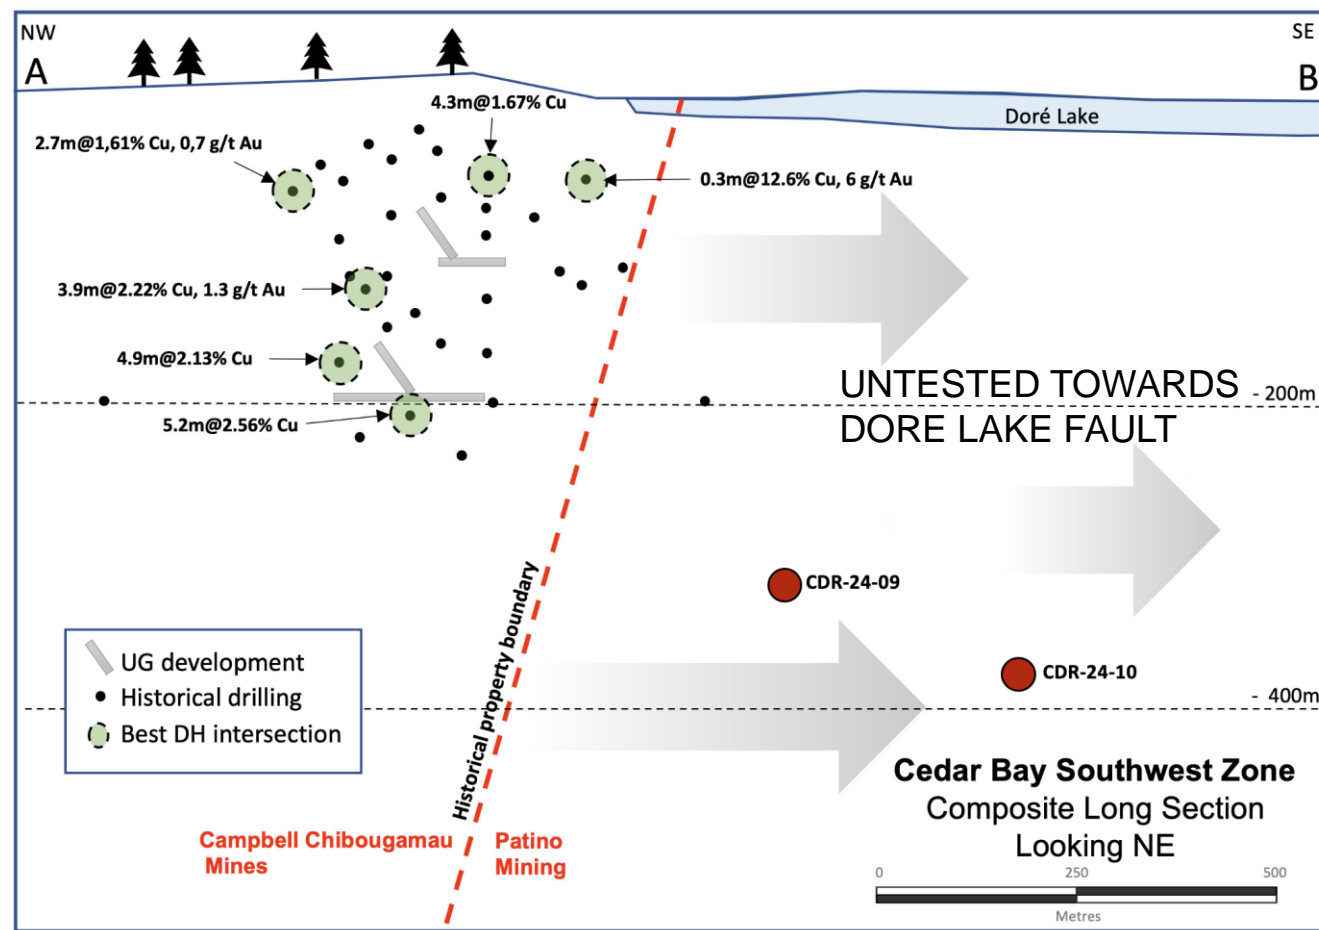 NW
SE
A
B
4.3m@1.67% Cu
Doré Lake
2.7m@1,61% Cu, 0,7 g/t Au
0.3m@12.6% Cu, 6 g/t Au
3.9m@2.22% Cu, 1.3 g/t Au
4.9m@2.13% Cu
UNTESTED TOWARDS
DORE LAKE FAULT
- 200m
5.2m@2.56% Cu
CDR-24-09
Historical property boundary
UG development
Historical drilling
Best DH intersection
CDR-24-10
- 400m
Cedar Bay Southwest Zone
Composite Long Section
Looking NE
Campbell Chibougamau
Mines
Patino
Mining
0 250 500
Metres